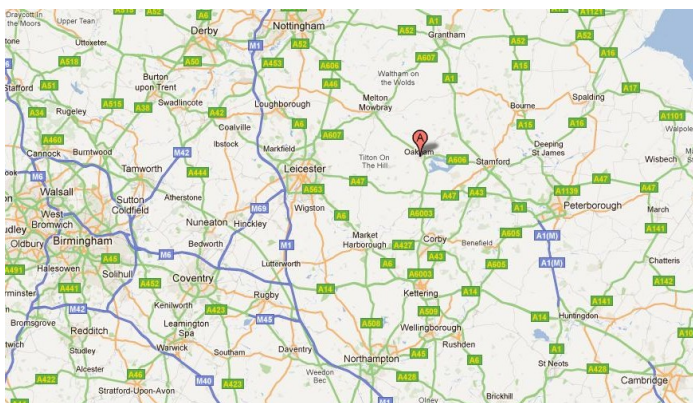 Draycott in
the Moors
Upper Tean
A518
A6
Nottingham
A1
A52
A1121
Derby
A52
A52
Grantham
A52
A16
Uttoxeter
M1
A607
A518
A50
A453
A606
A1
A15
Stafford
A51
Burton
upon Trent
A46
Waltham on
the Wolds
A17
Swadlincote
Loughborough
Melton
Mowbray
Bourne
Spalding
A34
Rugeley
A515
A38
A42
Coalville
A6
A15
A16
A1101
Ibstock
A607
A
Walpole
A460
Markfield
Oakham
Deeping
St James
Cannock
Burntwood
M42
Tilton On
The Hill
A606
Stamford
Wisbech
M6
Tamworth
A444
Leicester
A47
A47
Walsall
Sutton
Coldfield
Atherstone
A563
A47
A43
A1139
A47
West
Bromwich
M69
Wigston
A6003
A1
Peterborough
March
Dudley
Nuneaton
Hinckley
A6
Oldbury
Birmingham
Bedworth
M1
Market
Harborough
A427
Corby
Benefield
A605
A1(M)
A141
M6
A43
A45
Lutterworth
A6
A605
A1(M)
Chatteris
A491
Halesowen
Solihull
Coventry
A6003
A142
A441
A452
A14
Kettering
A14
A141
Rugby
Bromsgrove
M42
Kenilworth
A423
A509
A14
Huntingdon
Redditch
Leamington
Spa
M45
A508
Wellingborough
Studley
Warwick
Southam
Daventry
Rushden
A1
Northampton
A45
A6
St Neots
Alcester
A46
Weedon
Bec
A428
A422
M40
A423
A428
Cambridge
Stratford-Upon-Avon
M1
Olney
Brickhill